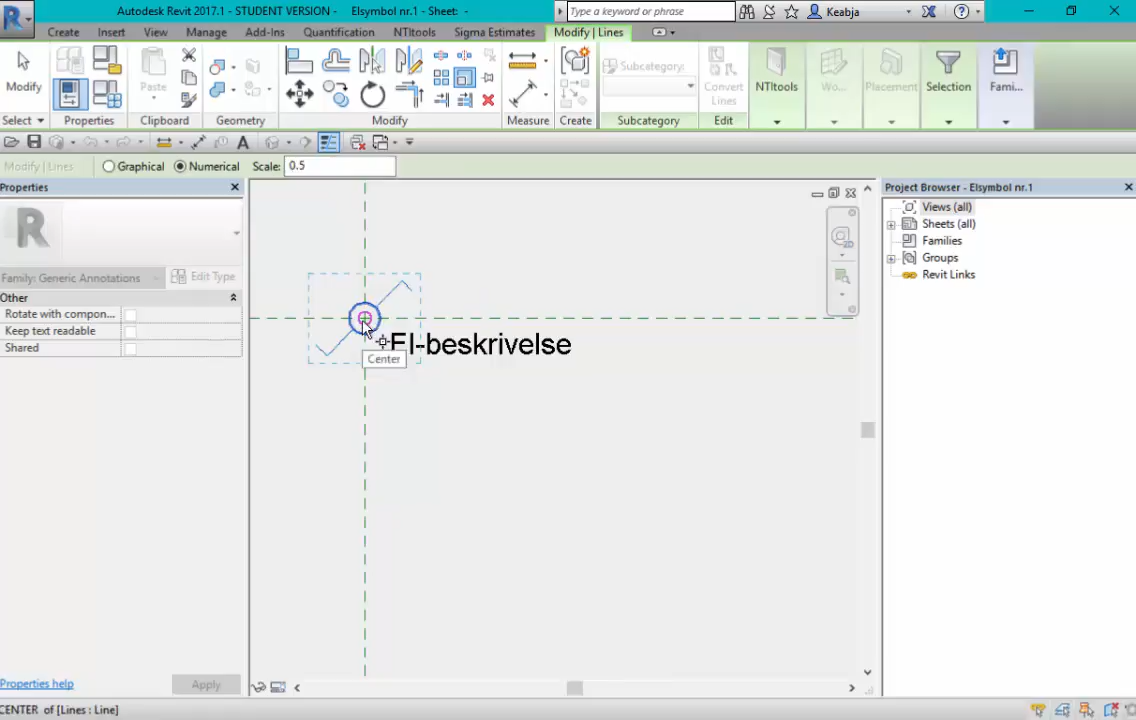 Autodesk Revit 2017.1 - STUDENT VERSION - Elsymbol nr.1 - Sheet: -
Type a keyword or phrase
Keabja
Create Insert View Manage Add-Ins Quantification NTItools Sigma Estimates Modify | Lines
Modify
Paste
Subcategory:
Convert
Lines
NTItools
Wo...
Placement
Selection
Fami...
Select Properties Clipboard Geometry Modify Measure Create Subcategory Edit
Modify | Lines Graphical Numerical Scale: 0.5
Properties
Family: Generic Annotations Edit Type
Other
Rotate with compon...
Keep text readable
Shared
Properties help
Apply
El-beskrivelse
Center
2D
Project Browser - Elsymbol nr.1
Views (all)
Sheets (all)
Families
Groups
Revit Links
CENTER of [Lines : Line]